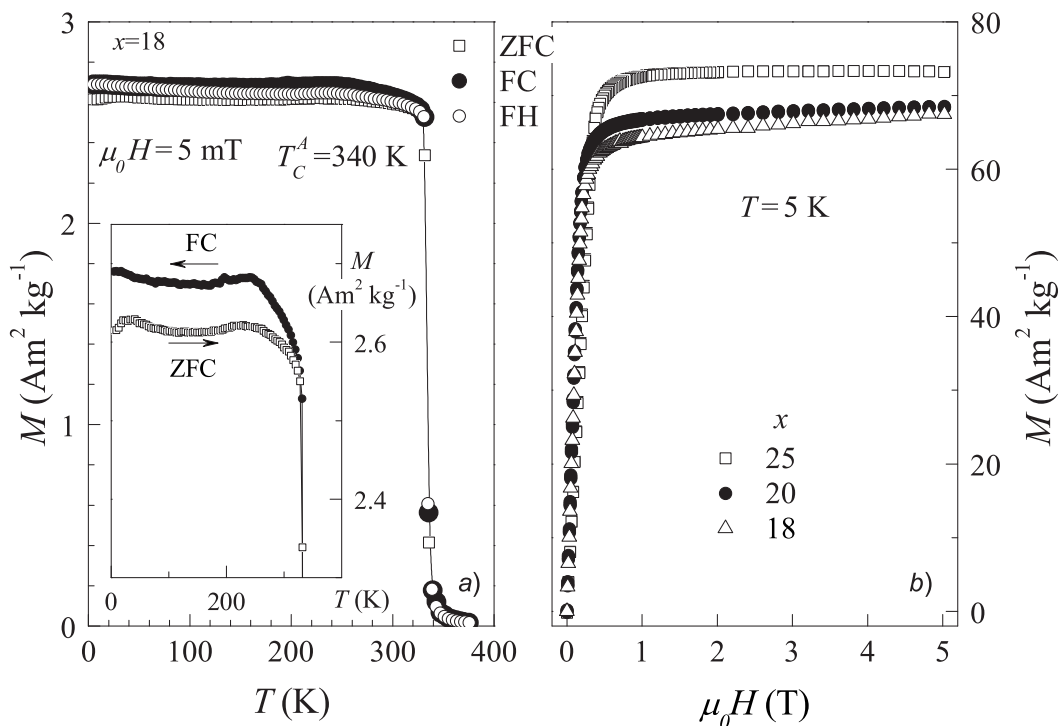 3
2
1
0
M (Am² kg⁻¹)
x=18
ZFC
FC
FH
μ₀H = 5 mT
T_C^A = 340 K
FC
M
(Am² kg⁻¹)
2.6
ZFC
2.4
0
200
T (K)
a)
0
100
200
300
400
T (K)
80
60
40
20
0
M (Am² kg⁻¹)
T = 5 K
x
25
20
18
b)
0
1
2
3
4
5
μ₀H (T)